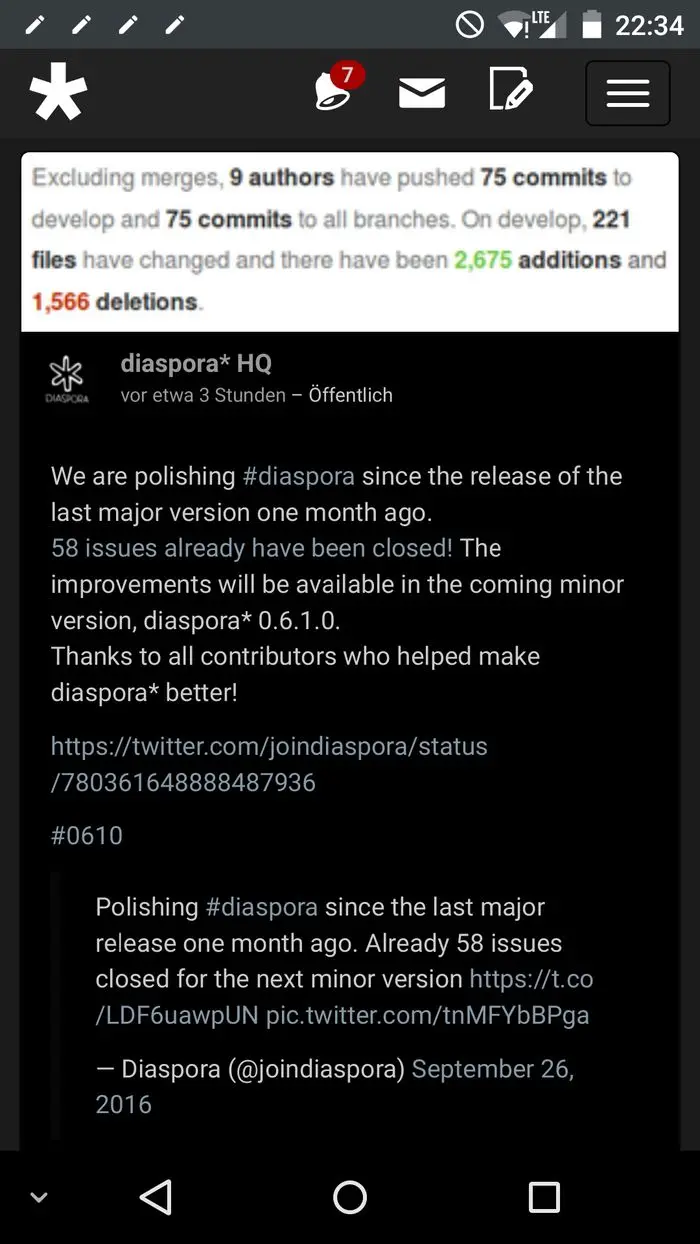 LTE 22:34
7
Excluding merges, 9 authors have pushed 75 commits to
develop and 75 commits to all branches. On develop, 221
files have changed and there have been 2,675 additions and
1,566 deletions.
diaspora* HQ
DIASPORA
vor etwa 3 Stunden – Öffentlich
We are polishing #diaspora since the release of the
last major version one month ago.
58 issues already have been closed! The
improvements will be available in the coming minor
version, diaspora* 0.6.1.0.
Thanks to all contributors who helped make
diaspora* better!
https://twitter.com/joindiaspora/status
/780361648888487936
#0610
Polishing #diaspora since the last major
release one month ago. Already 58 issues
closed for the next minor version https://t.co
/LDF6uawpUN pic.twitter.com/tnMFYbBPga
— Diaspora (@joindiaspora) September 26,
2016